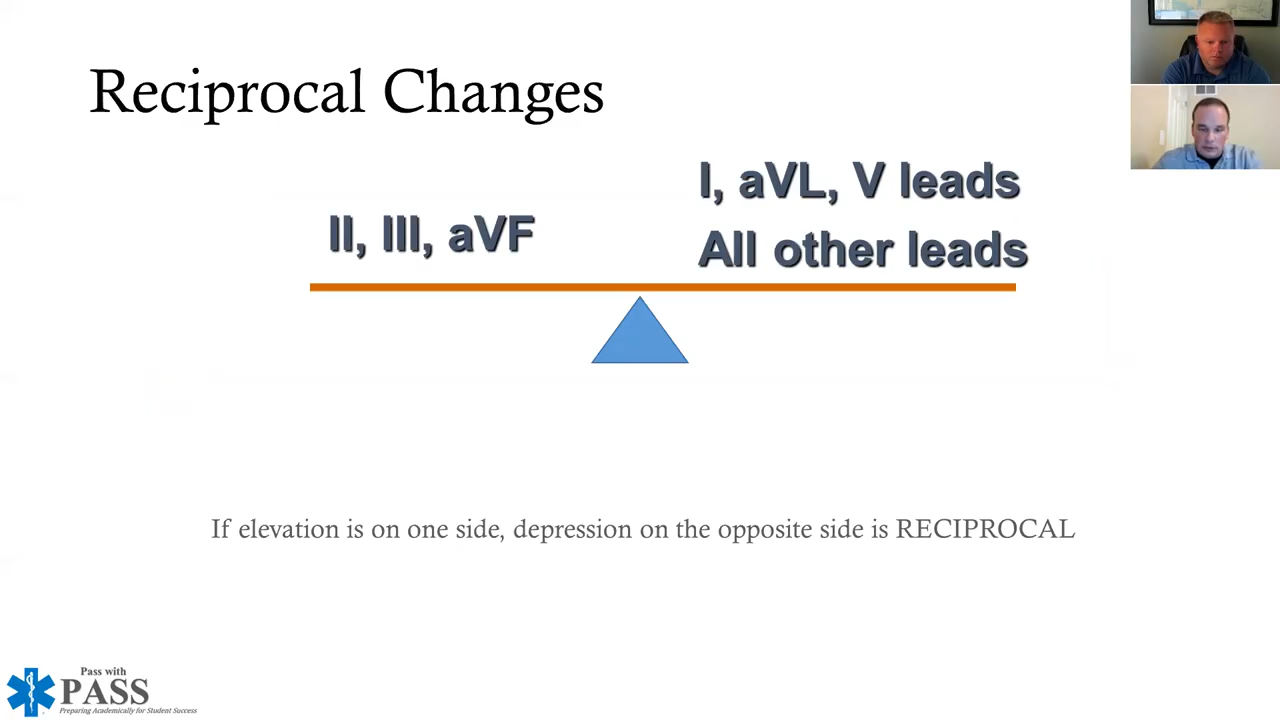 Reciprocal Changes
I, aVL, V leads
II, III, aVF
All other leads
If elevation is on one side, depression on the opposite side is RECIPROCAL
Pass with
PASS
Preparing Academically for Student Success